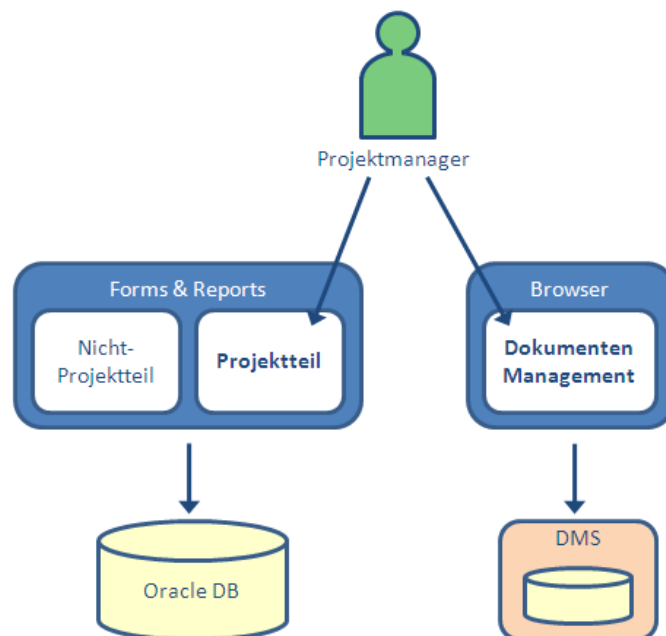 Projektmanager
Forms & Reports
Nicht-
Projektteil
Projektteil
Browser
Dokumenten
Management
Oracle DB
DMS